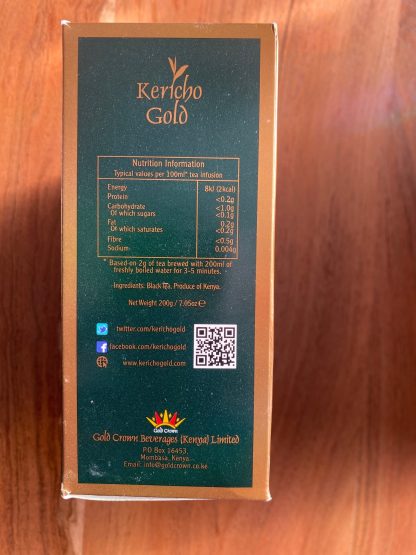 Kericho
Gold
Nutrition Information
Typical values per 100ml* tea infusion
Energy 8kJ (2kcal)
Protein <0.2g
Carbohydrate <1.0g
Of which sugars <0.1g
Fat 0.2g
Of which saturates <0.2g
Fibre <0.5g
Sodium 0.004g
* Based on 2g of tea brewed with 200ml of
freshly boiled water for 3-5 minutes.
Ingredients: Black Tea. Produce of Kenya.
Net Weight 200g / 7.05oz ℮
twitter.com/kerichogold
facebook.com/kerichogold
www.kerichogold.com
Gold Crown
Gold Crown Beverages (Kenya) Limited
PO Box 16453,
Mombasa, Kenya
Email: info@goldcrown.co.ke